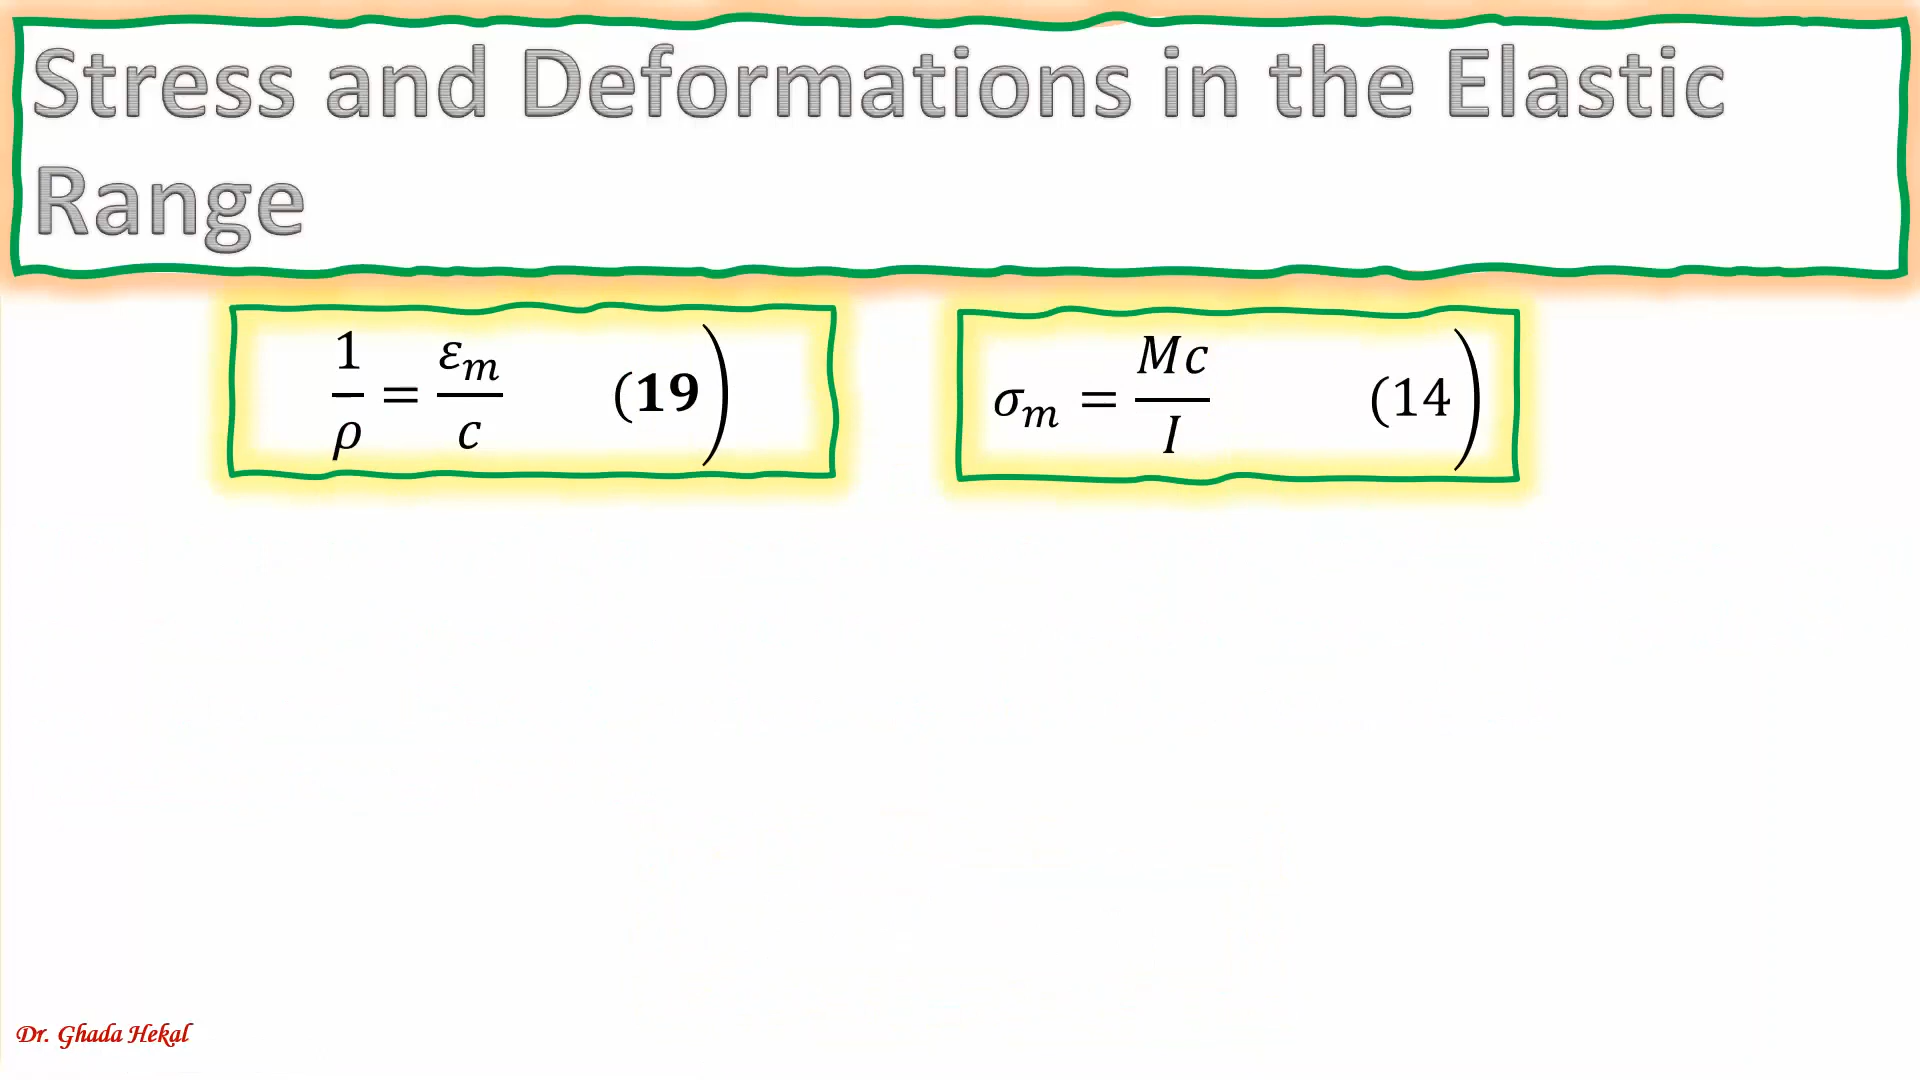 Stress and Deformations in the Elastic
Range
1/ρ = εₘ/c (19)
σₘ = Mc/I (14)
Dr. Ghada Hekal